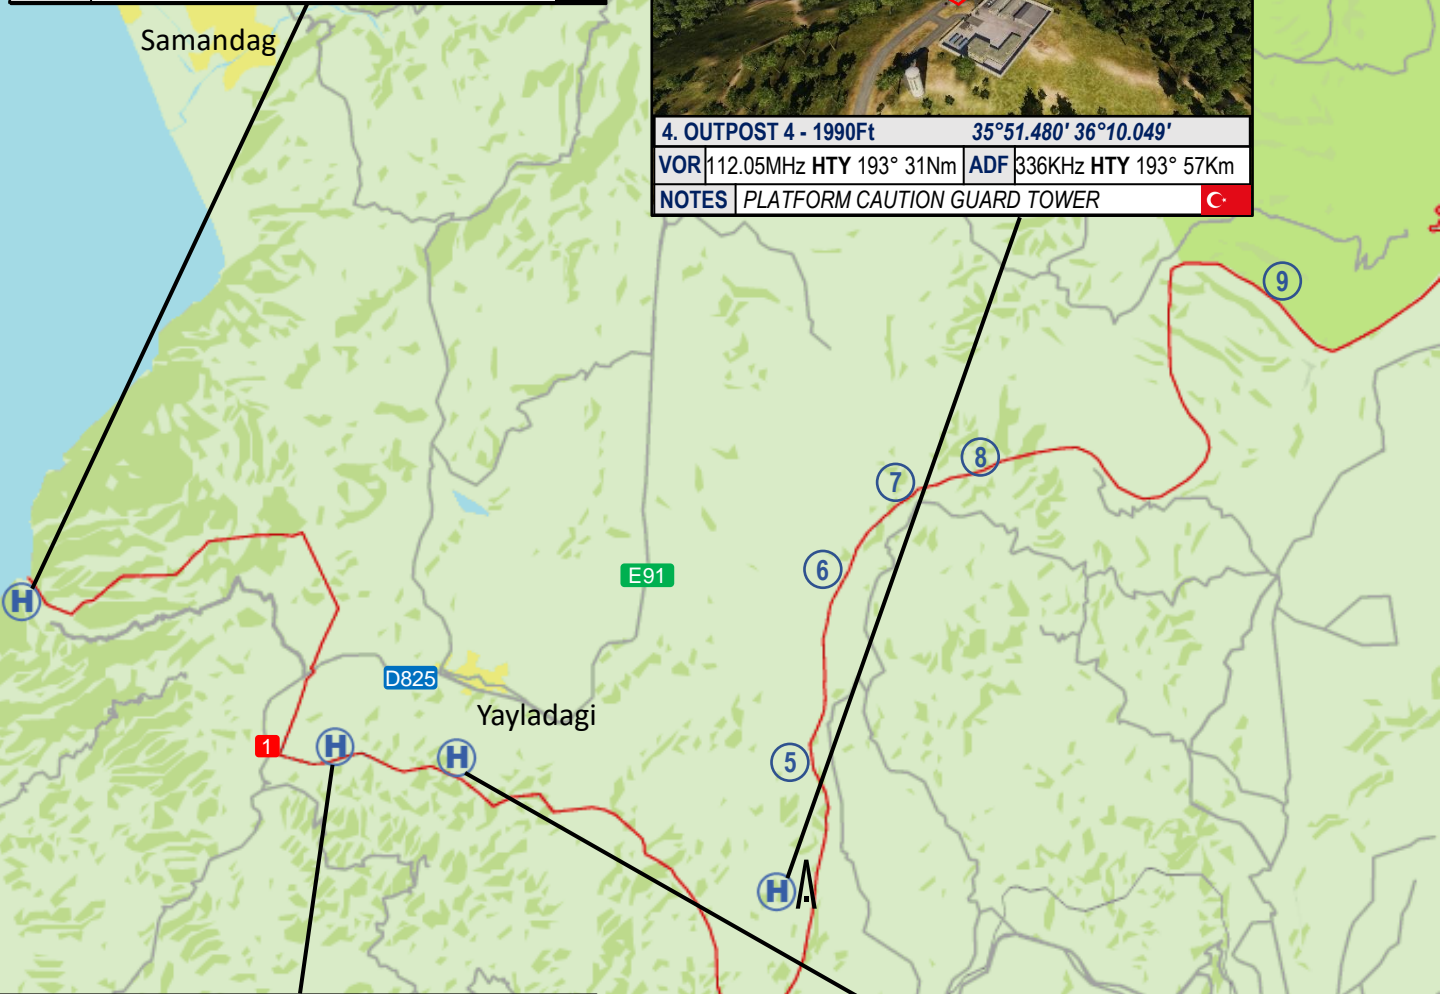 Samandag
4. OUTPOST 4 - 1990Ft 35°51.480' 36°10.049'
VOR 112.05MHz HTY 193° 31Nm ADF 336KHz HTY 193° 57Km
NOTES PLATFORM CAUTION GUARD TOWER
9
8
7
6
E91
H
D825
Yayladagi
1
H
H
5
H